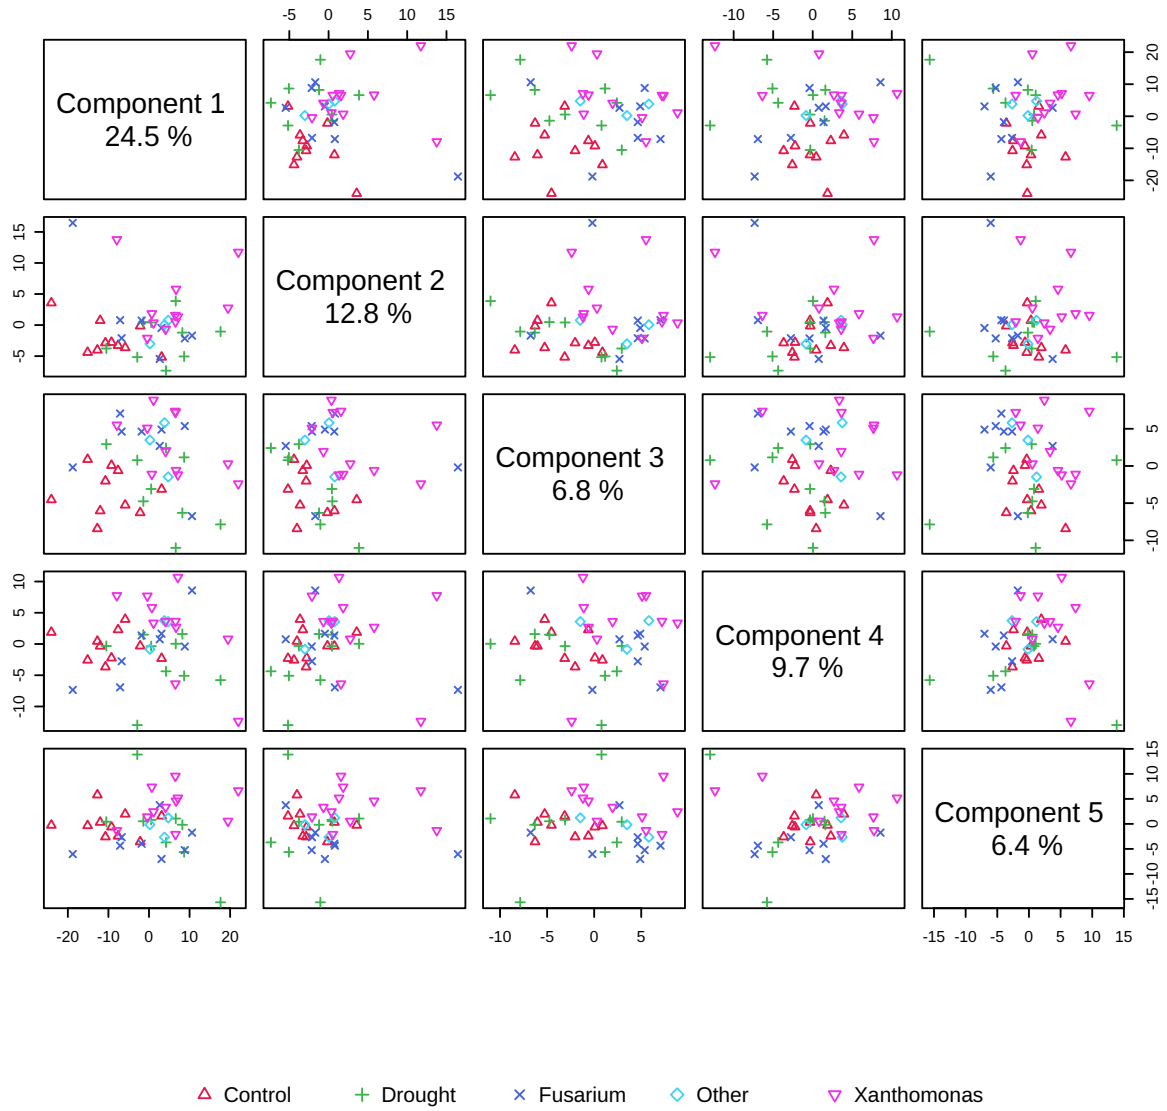 -5 0 5 10 15
-10 -5 0 5 10
Component 1
24.5 %
-20 -10 0 10 20
-5 0 5 10 15
Component 2
12.8 %
Component 3
6.8 %
-10 -5 0 5
-10 -5 0 5 10
Component 4
9.7 %
Component 5
6.4 %
-15 -10 -5 0 5 10 15
-20 -10 0 10 20
-10 -5 0 5
-15 -10 -5 0 5 10 15
Control Drought Fusarium Other Xanthomonas